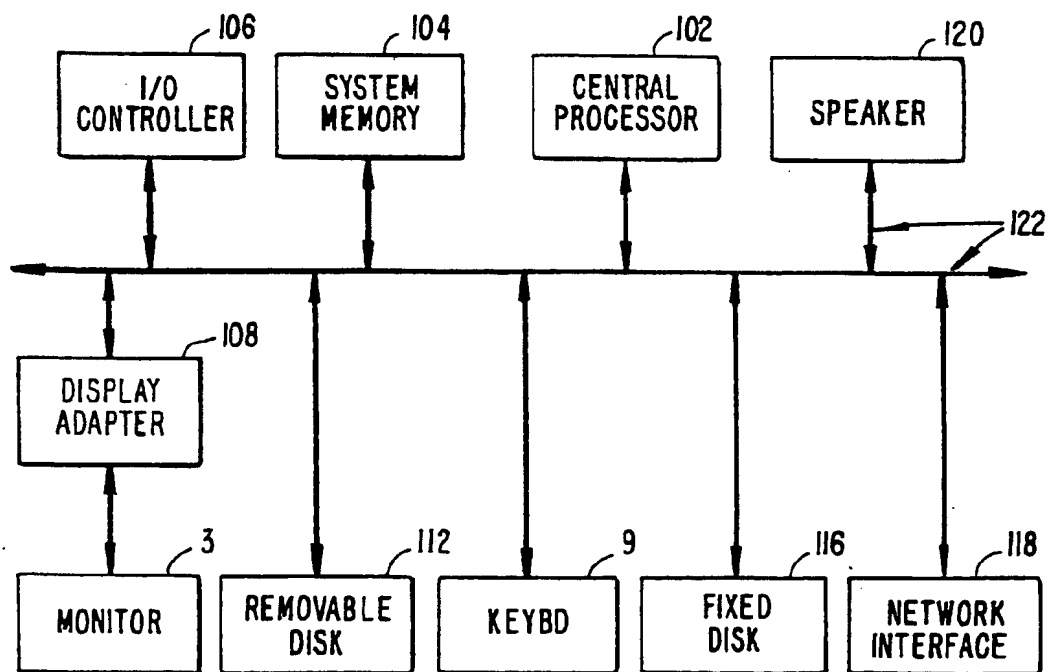 106
104
102
120
I/O
CONTROLLER
SYSTEM
MEMORY
CENTRAL
PROCESSOR
SPEAKER
122
108
DISPLAY
ADAPTER
3
112
9
116
118
MONITOR
REMOVABLE
DISK
KEYBD
FIXED
DISK
NETWORK
INTERFACE